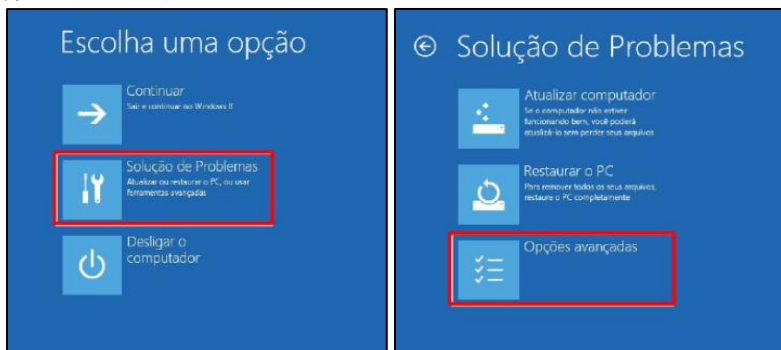 Escolha uma opção
Continuar
Sair e continuar no Windows 8
Solução de Problemas
Atualizar ou restaurar o PC, ou usar
ferramentas avançadas
Desligar o
computador
Solução de Problemas
Atualizar computador
Se o computador não estiver
funcionando bem, você poderá
atualizá-lo sem perder seus arquivos
Restaurar o PC
Para remover todos os seus arquivos,
restaure o PC completamente
Opções avançadas